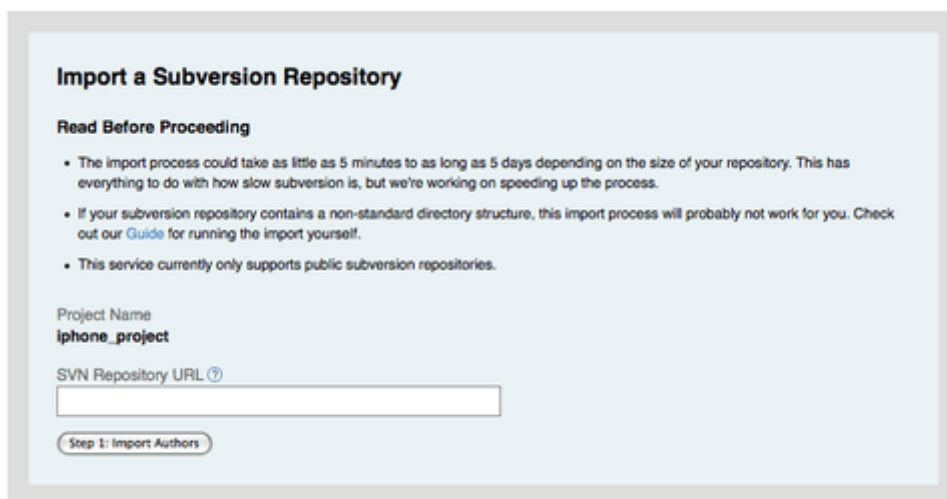 Import a Subversion Repository
Read Before Proceeding
• The import process could take as little as 5 minutes to as long as 5 days depending on the size of your repository. This has
everything to do with how slow subversion is, but we're working on speeding up the process.
• If your subversion repository contains a non-standard directory structure, this import process will probably not work for you. Check
out our Guide for running the import yourself.
• This service currently only supports public subversion repositories.
Project Name
iphone_project
SVN Repository URL ?
Step 1: Import Authors